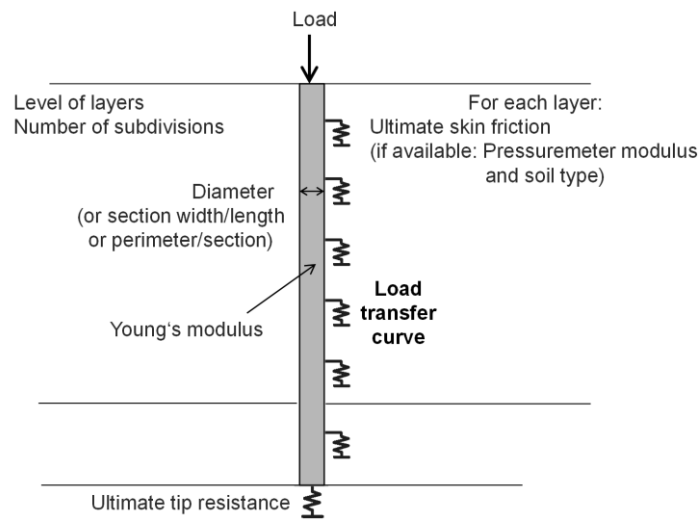 Load
Level of layers
Number of subdivisions
For each layer:
Ultimate skin friction
(if available: Pressuremeter modulus
and soil type)
Diameter
(or section width/length
or perimeter/section)
Load
transfer
curve
Young‘s modulus
Ultimate tip resistance